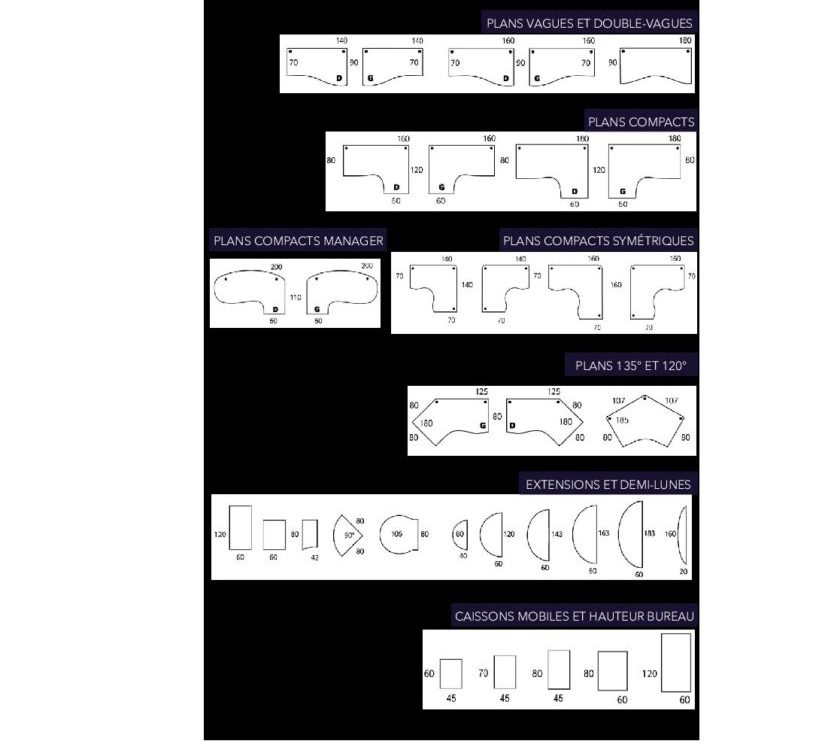 PLANS VAGUES ET DOUBLE-VAGUES
140 140 160 160 180
70 90 70 70 90 70 90
D G D G
PLANS COMPACTS
160 160 180 180
80 120 80 120 80
D G D G
60 60 60 60
PLANS COMPACTS MANAGER
200 200
110
D G
60 60
PLANS COMPACTS SYMÉTRIQUES
140 140 160 160
70 140 70 160 70
70 70 70 70
PLANS 135° ET 120°
125 125 107 107
80 80 80
180 G D 180 185
80 80 80 80
EXTENSIONS ET DEMI-LUNES
120 80 90° 80 80 105 80 80 120 143 163 183 160
60 60 42 40 60 60 60 60 20
CAISSONS MOBILES ET HAUTEUR BUREAU
60 70 80 80 120
45 45 45 60 60